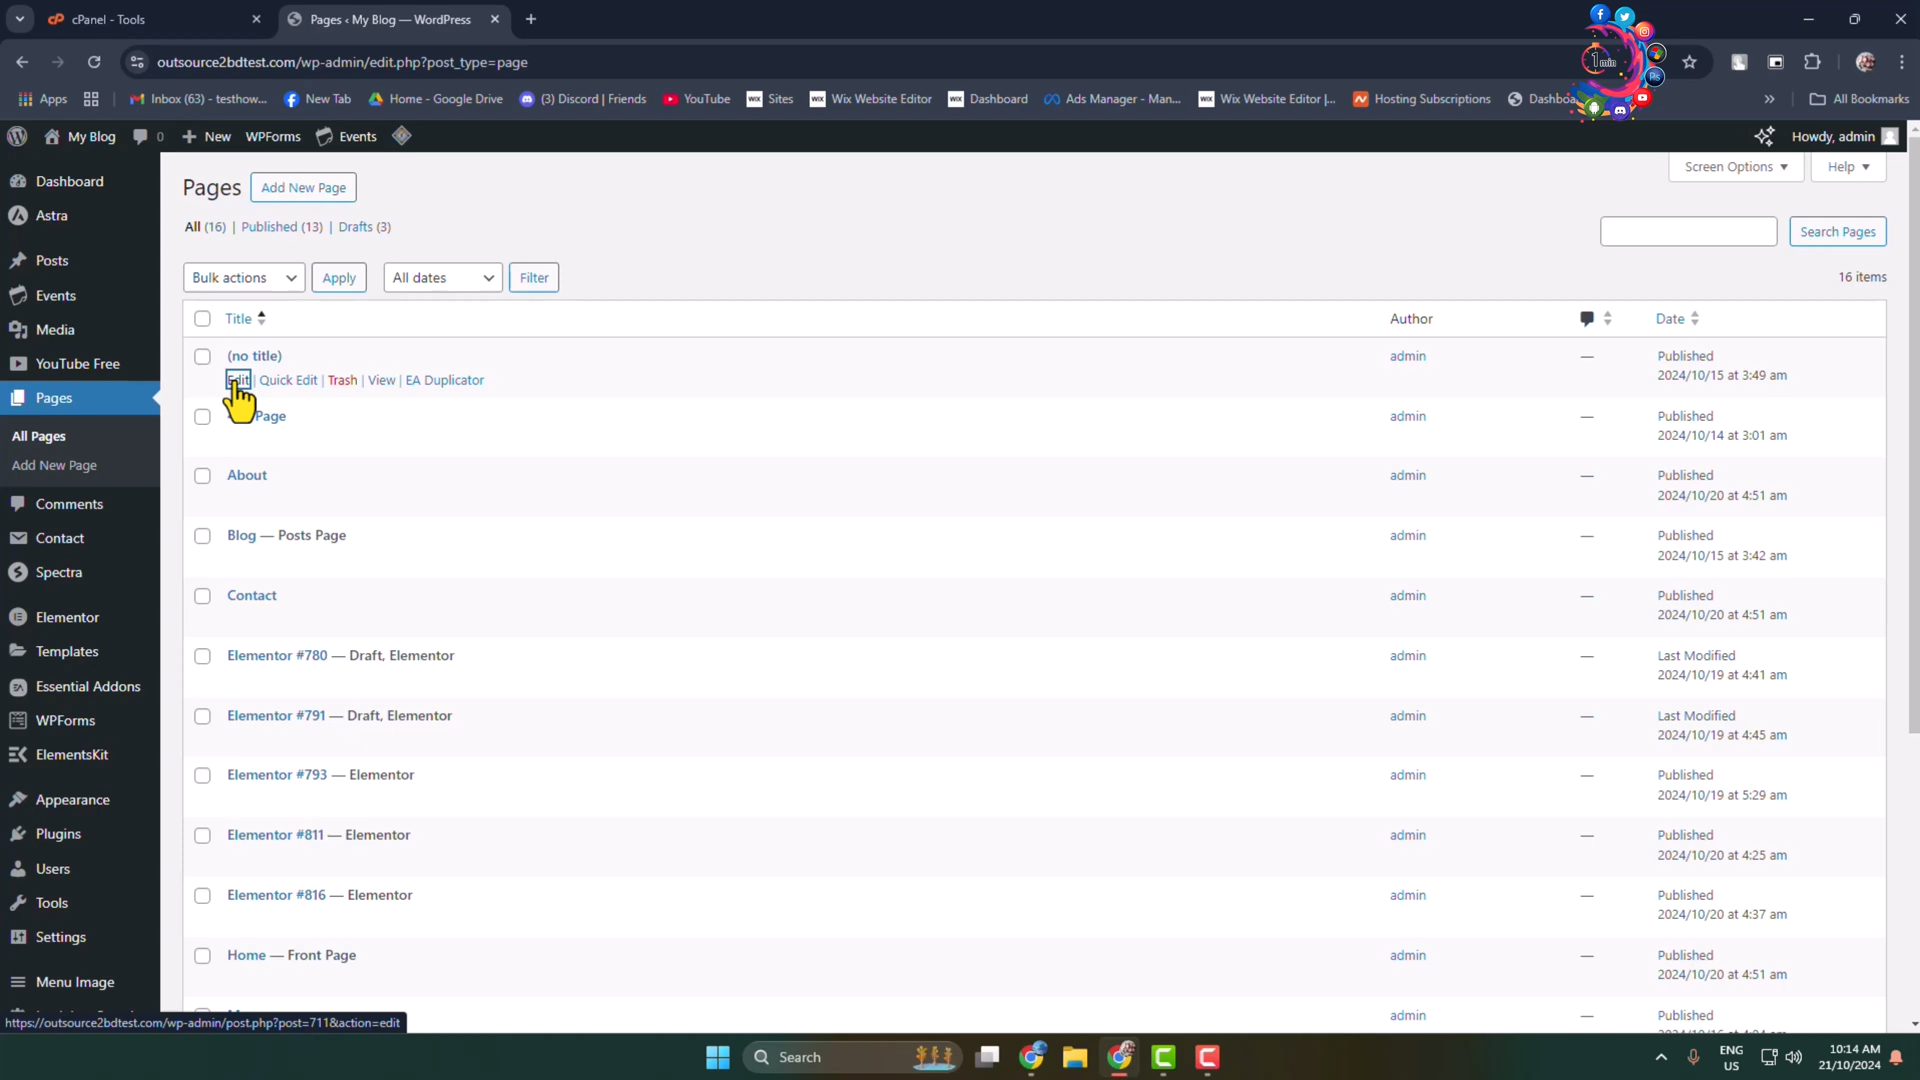 cPanel - Tools
Pages ‹ My Blog — WordPress
outsource2bdtest.com/wp-admin/edit.php?post_type=page
1min
Ps
Apps
Inbox (63) - testhow...
New Tab
Home - Google Drive
(3) Discord | Friends
YouTube
WIX Sites
WIX Wix Website Editor
WIX Dashboard
Ads Manager - Man...
WIX Wix Website Editor |...
Hosting Subscriptions
All Bookmarks
My Blog
0
New
WPForms
Events
Howdy, admin
Dashboard
Astra
Posts
Events
Media
YouTube Free
Pages
All Pages
Add New Page
Comments
Contact
Spectra
Elementor
Templates
Essential Addons
WPForms
ElementsKit
Appearance
Plugins
Users
Tools
Settings
Menu Image
Pages
Add New Page
Screen Options
Help
All (16) | Published (13) | Drafts (3)
Search Pages
Bulk actions
Apply
All dates
Filter
16 items
Title
Author
Date
(no title)
Edit | Quick Edit | Trash | View | EA Duplicator
admin
—
Published
2024/10/15 at 3:49 am
Page
admin
—
Published
2024/10/14 at 3:01 am
About
admin
—
Published
2024/10/20 at 4:51 am
Blog — Posts Page
admin
—
Published
2024/10/15 at 3:42 am
Contact
admin
—
Published
2024/10/20 at 4:51 am
Elementor #780 — Draft, Elementor
admin
—
Last Modified
2024/10/19 at 4:41 am
Elementor #791 — Draft, Elementor
admin
—
Last Modified
2024/10/19 at 4:45 am
Elementor #793 — Elementor
admin
—
Published
2024/10/19 at 5:29 am
Elementor #811 — Elementor
admin
—
Published
2024/10/20 at 4:25 am
Elementor #816 — Elementor
admin
—
Published
2024/10/20 at 4:37 am
Home — Front Page
admin
—
Published
2024/10/20 at 4:51 am
admin
—
Published
https://outsource2bdtest.com/wp-admin/post.php?post=711&action=edit
Search
ENG
US
10:14 AM
21/10/2024